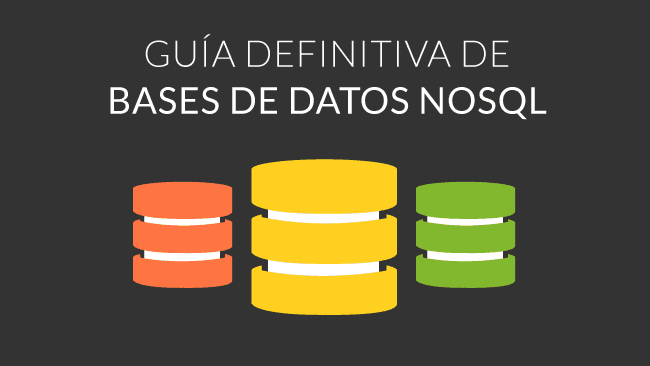 GUÍA DEFINITIVA DE
BASES DE DATOS NOSQL